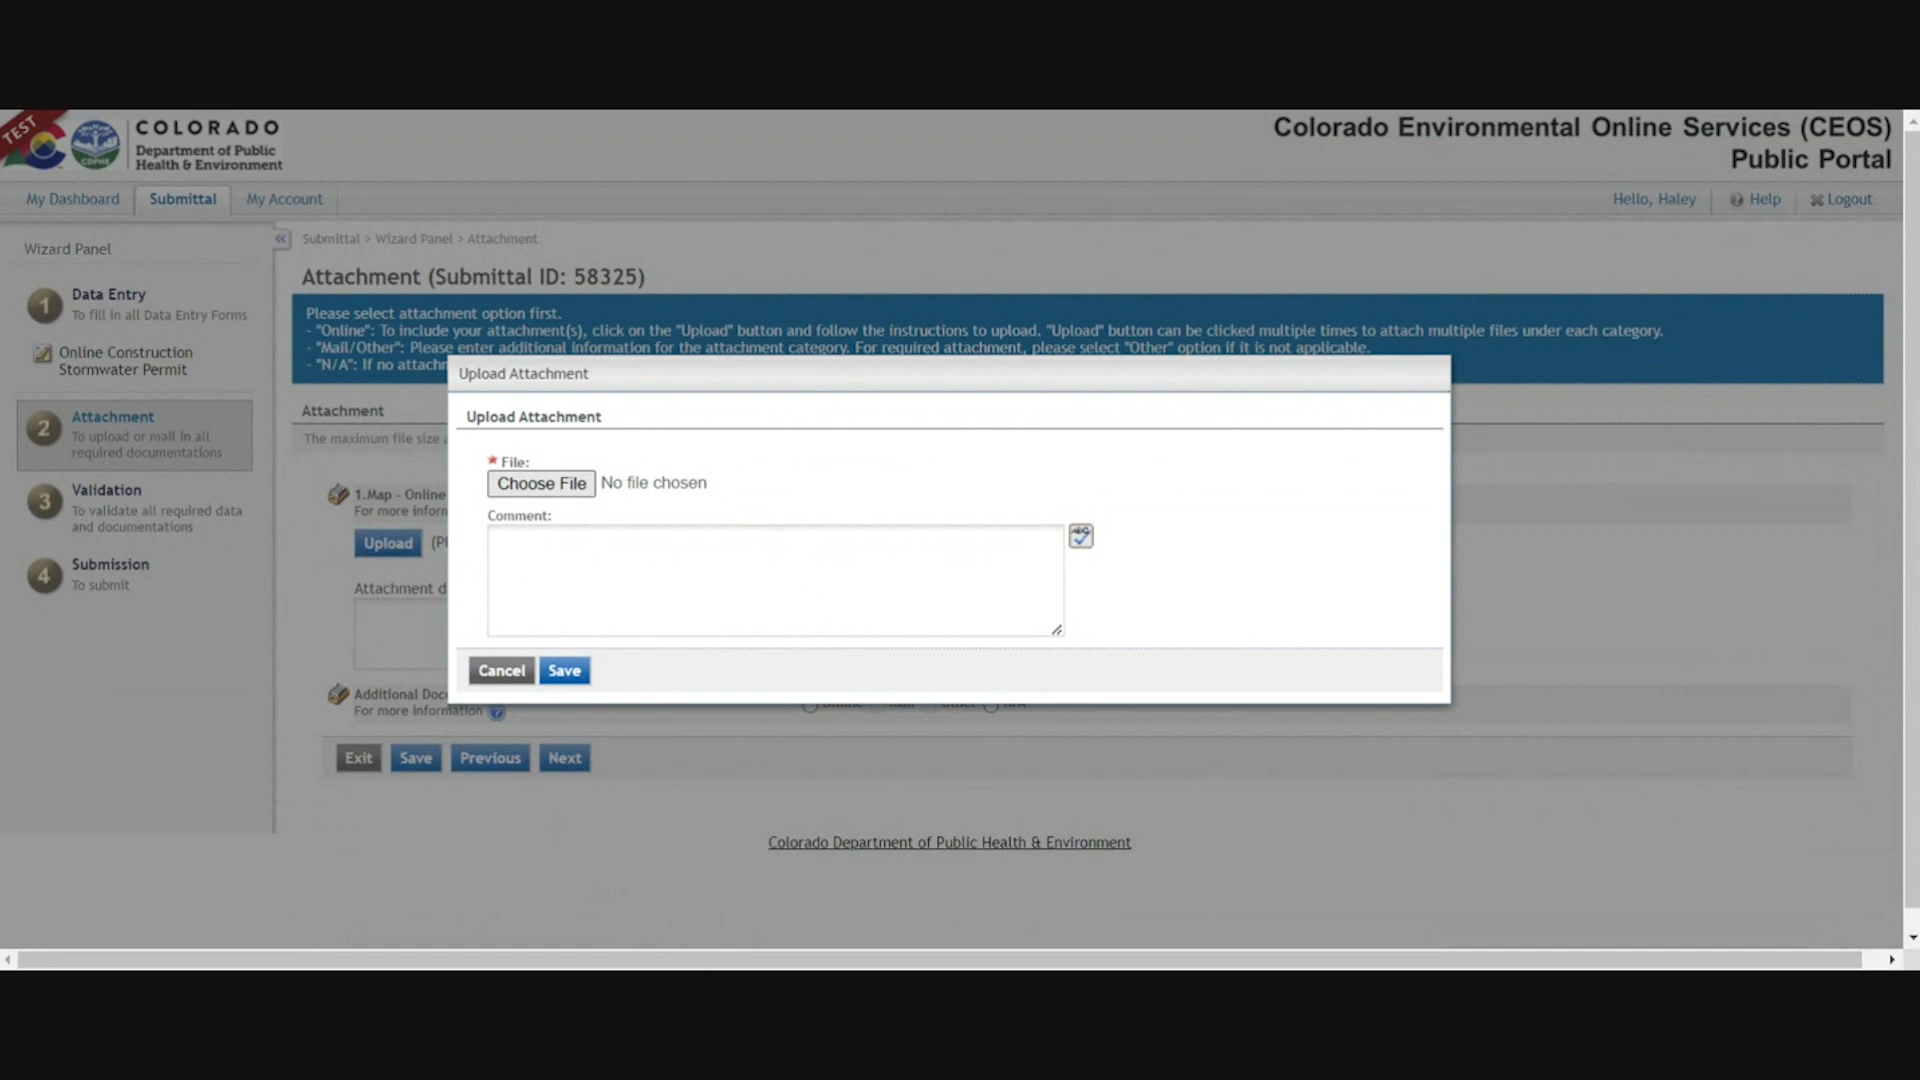 TEST
CDPHE
COLORADO
Department of Public
Health & Environment
Colorado Environmental Online Services (CEOS)
Public Portal
My Dashboard
Submittal
My Account
Hello, Haley
Help
Logout
Wizard Panel
1
Data Entry
To fill in all Data Entry Forms
Online Construction
Stormwater Permit
2
Attachment
To upload or mail in all
required documentations
3
Validation
To validate all required data
and documentations
4
Submission
To submit
Submittal > Wizard Panel > Attachment
Attachment (Submittal ID: 58325)
Please select attachment option first.
- "Online": To include your attachment(s), click on the "Upload" button and follow the instructions to upload. "Upload" button can be clicked multiple times to attach multiple files under each category.
- "Mail/Other": Please enter additional information for the attachment category. For required attachment, please select "Other" option if it is not applicable.
- "N/A": If no attachm
Attachment
The maximum file size a
1.Map - Online
For more inform
Upload
Attachment d
Upload Attachment
Upload Attachment
* File:
Choose File No file chosen
Comment:
ABC
Cancel
Save
Additional Doc
For more information
Exit
Save
Previous
Next
Colorado Department of Public Health & Environment